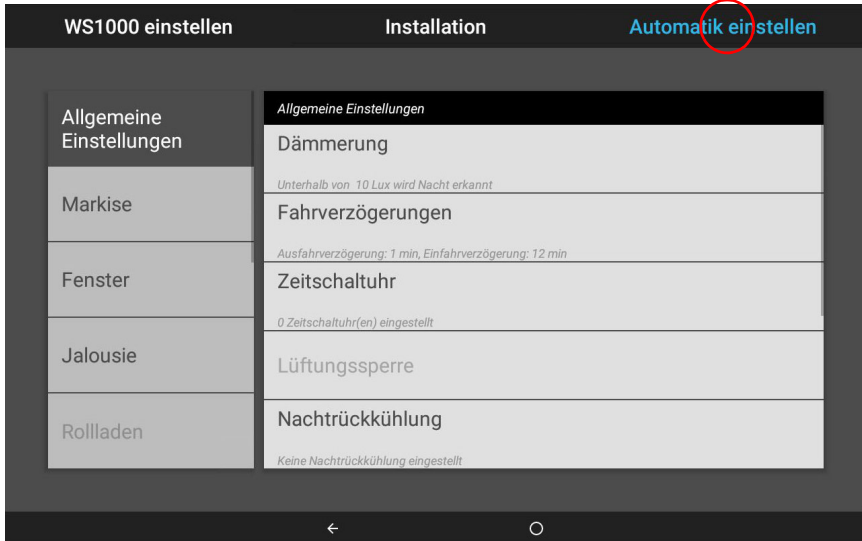 WS1000 einstellen
Installation
Automatik einstellen
Allgemeine
Einstellungen
Markise
Fenster
Jalousie
Rollladen
Allgemeine Einstellungen
Dämmerung
Unterhalb von 10 Lux wird Nacht erkannt
Fahrverzögerungen
Ausfahrverzögerung: 1 min, Einfahrverzögerung: 12 min
Zeitschaltuhr
0 Zeitschaltuhr(en) eingestellt
Lüftungssperre
Nachtrückkühlung
Keine Nachtrückkühlung eingestellt